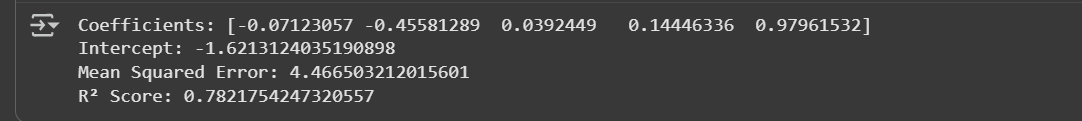 Coefficients: [-0.07123057 -0.45581289  0.0392449   0.14446336  0.97961532]
Intercept: -1.6213124035190898
Mean Squared Error: 4.466503212015601
R² Score: 0.7821754247320557